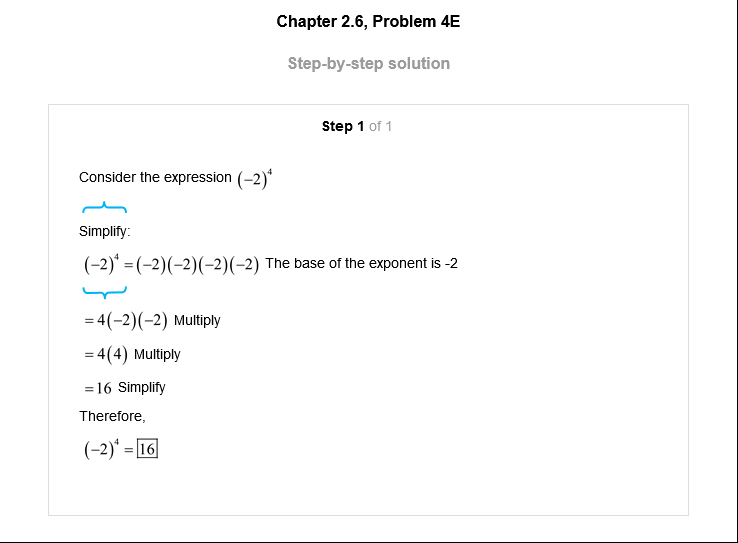 Chapter 2.6, Problem 4E
Step-by-step solution
Step 1 of 1
Consider the expression (−2)⁴
Simplify:
(−2)⁴ = (−2)(−2)(−2)(−2) The base of the exponent is -2
= 4(−2)(−2) Multiply
= 4(4) Multiply
= 16 Simplify
Therefore,
(−2)⁴ = 16